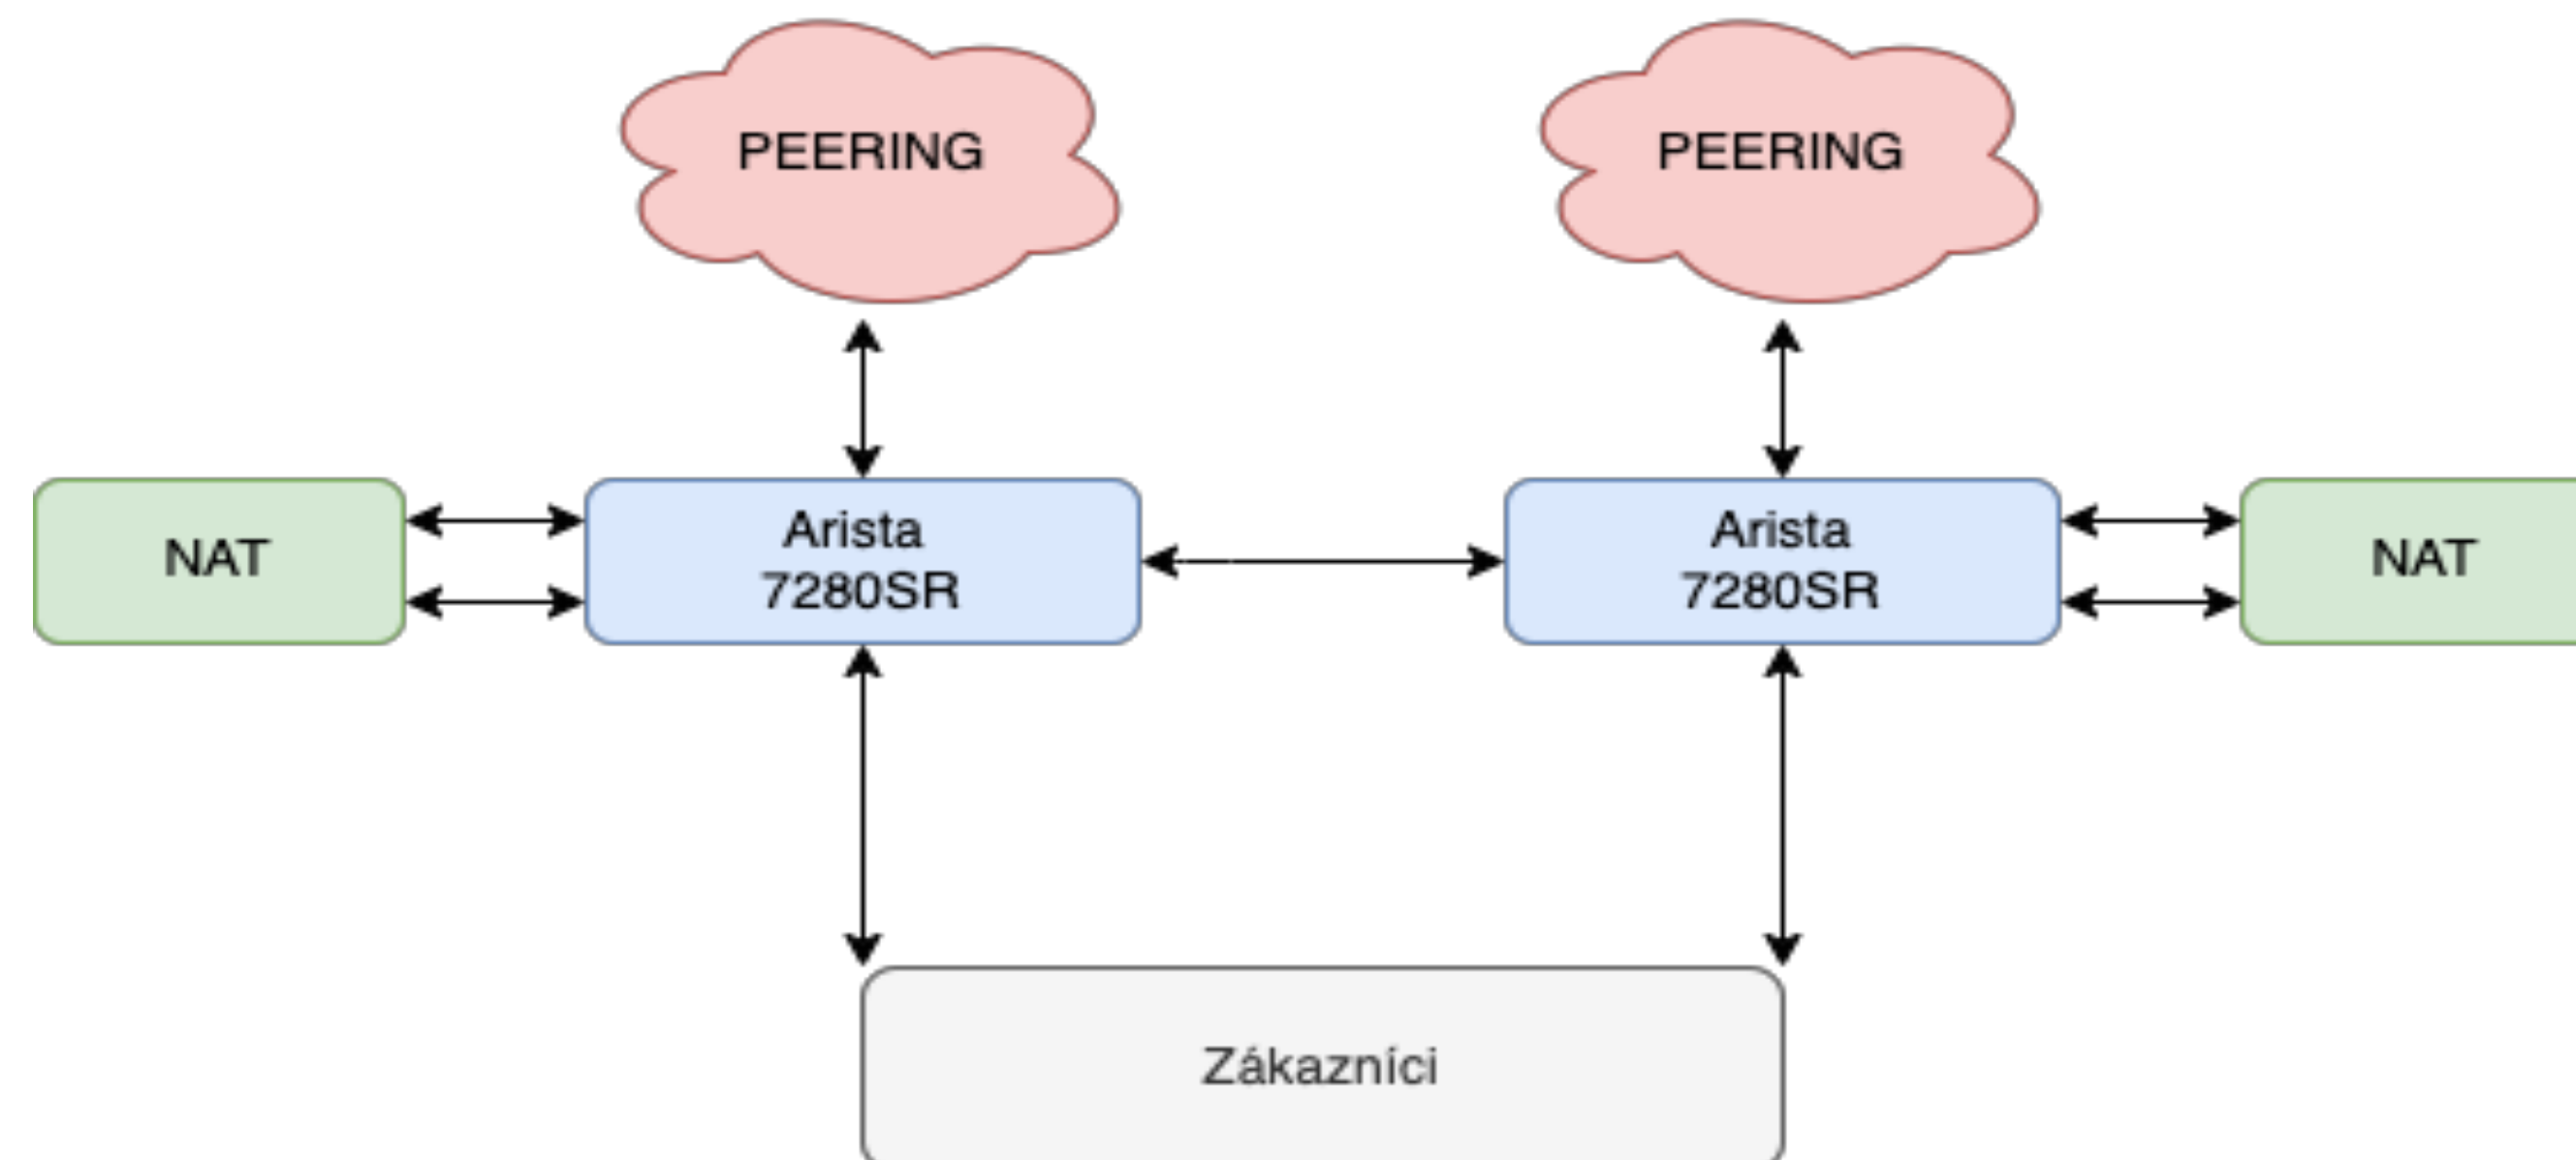 PEERING
PEERING
NAT
Arista
7280SR
Arista
7280SR
NAT
Zákazníci